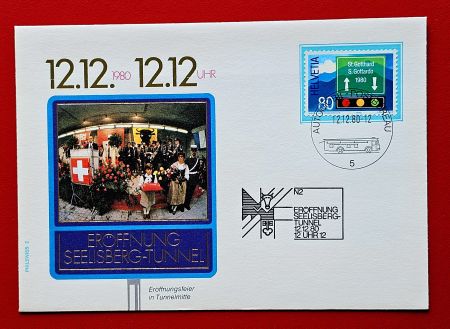 12.12. 1980 12.12 UHR
HELVETIA
St. Gotthard
S. Gottardo
1980
80
12.12.80-12
5
N2
ERÖFFNUNG
SEELISBERG-
TUNNEL
12.12.80
12 UHR 12
ERÖFFNUNG
SEELISBERG-TUNNEL
Eröffnungsfeier
in Tunnelmitte